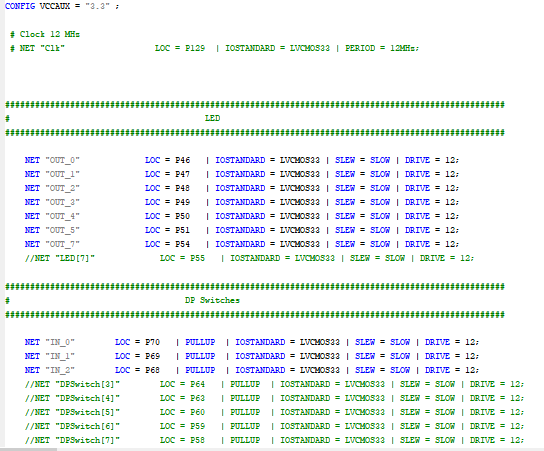 CONFIG VCCAUX = "3.3" ;
# Clock 12 MHz
# NET "Clk" LOC = P129 | IOSTANDARD = LVCMOS33 | PERIOD = 12MHz;
####################################################################################################
# LED
####################################################################################################
NET "OUT_0" LOC = P46 | IOSTANDARD = LVCMOS33 | SLEW = SLOW | DRIVE = 12;
NET "OUT_1" LOC = P47 | IOSTANDARD = LVCMOS33 | SLEW = SLOW | DRIVE = 12;
NET "OUT_2" LOC = P48 | IOSTANDARD = LVCMOS33 | SLEW = SLOW | DRIVE = 12;
NET "OUT_3" LOC = P49 | IOSTANDARD = LVCMOS33 | SLEW = SLOW | DRIVE = 12;
NET "OUT_4" LOC = P50 | IOSTANDARD = LVCMOS33 | SLEW = SLOW | DRIVE = 12;
NET "OUT_5" LOC = P51 | IOSTANDARD = LVCMOS33 | SLEW = SLOW | DRIVE = 12;
NET "OUT_7" LOC = P54 | IOSTANDARD = LVCMOS33 | SLEW = SLOW | DRIVE = 12;
//NET "LED[7]" LOC = P55 | IOSTANDARD = LVCMOS33 | SLEW = SLOW | DRIVE = 12;
####################################################################################################
# DP Switches
####################################################################################################
NET "IN_0" LOC = P70 | PULLUP | IOSTANDARD = LVCMOS33 | SLEW = SLOW | DRIVE = 12;
NET "IN_1" LOC = P69 | PULLUP | IOSTANDARD = LVCMOS33 | SLEW = SLOW | DRIVE = 12;
NET "IN_2" LOC = P68 | PULLUP | IOSTANDARD = LVCMOS33 | SLEW = SLOW | DRIVE = 12;
//NET "DPSwitch[3]" LOC = P64 | PULLUP | IOSTANDARD = LVCMOS33 | SLEW = SLOW | DRIVE = 12;
//NET "DPSwitch[4]" LOC = P63 | PULLUP | IOSTANDARD = LVCMOS33 | SLEW = SLOW | DRIVE = 12;
//NET "DPSwitch[5]" LOC = P60 | PULLUP | IOSTANDARD = LVCMOS33 | SLEW = SLOW | DRIVE = 12;
//NET "DPSwitch[6]" LOC = P59 | PULLUP | IOSTANDARD = LVCMOS33 | SLEW = SLOW | DRIVE = 12;
//NET "DPSwitch[7]" LOC = P58 | PULLUP | IOSTANDARD = LVCMOS33 | SLEW = SLOW | DRIVE = 12;